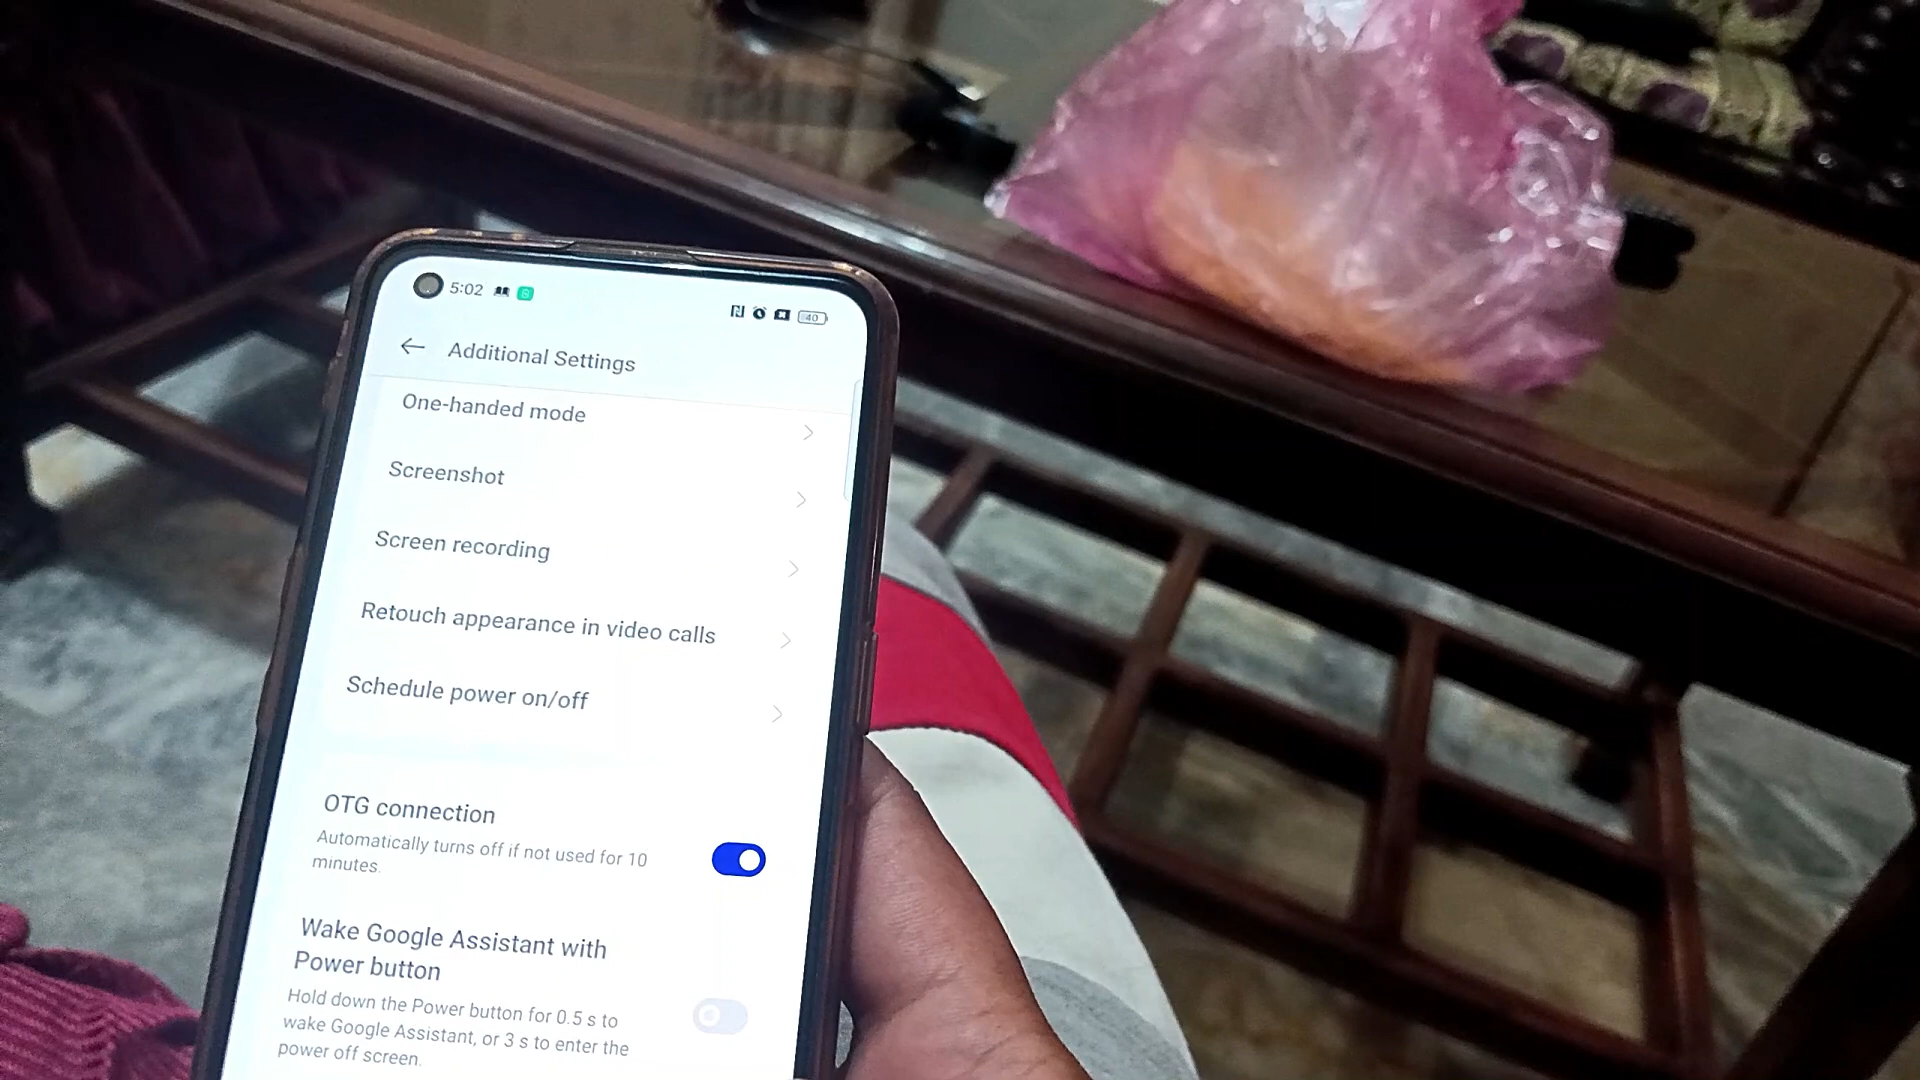 5:02
40
Additional Settings
One-handed mode
Screenshot
Screen recording
Retouch appearance in video calls
Schedule power on/off
OTG connection
Automatically turns off if not used for 10
minutes.
Wake Google Assistant with
Power button
Hold down the Power button for 0.5 s to
wake Google Assistant, or 3 s to enter the
power off screen.